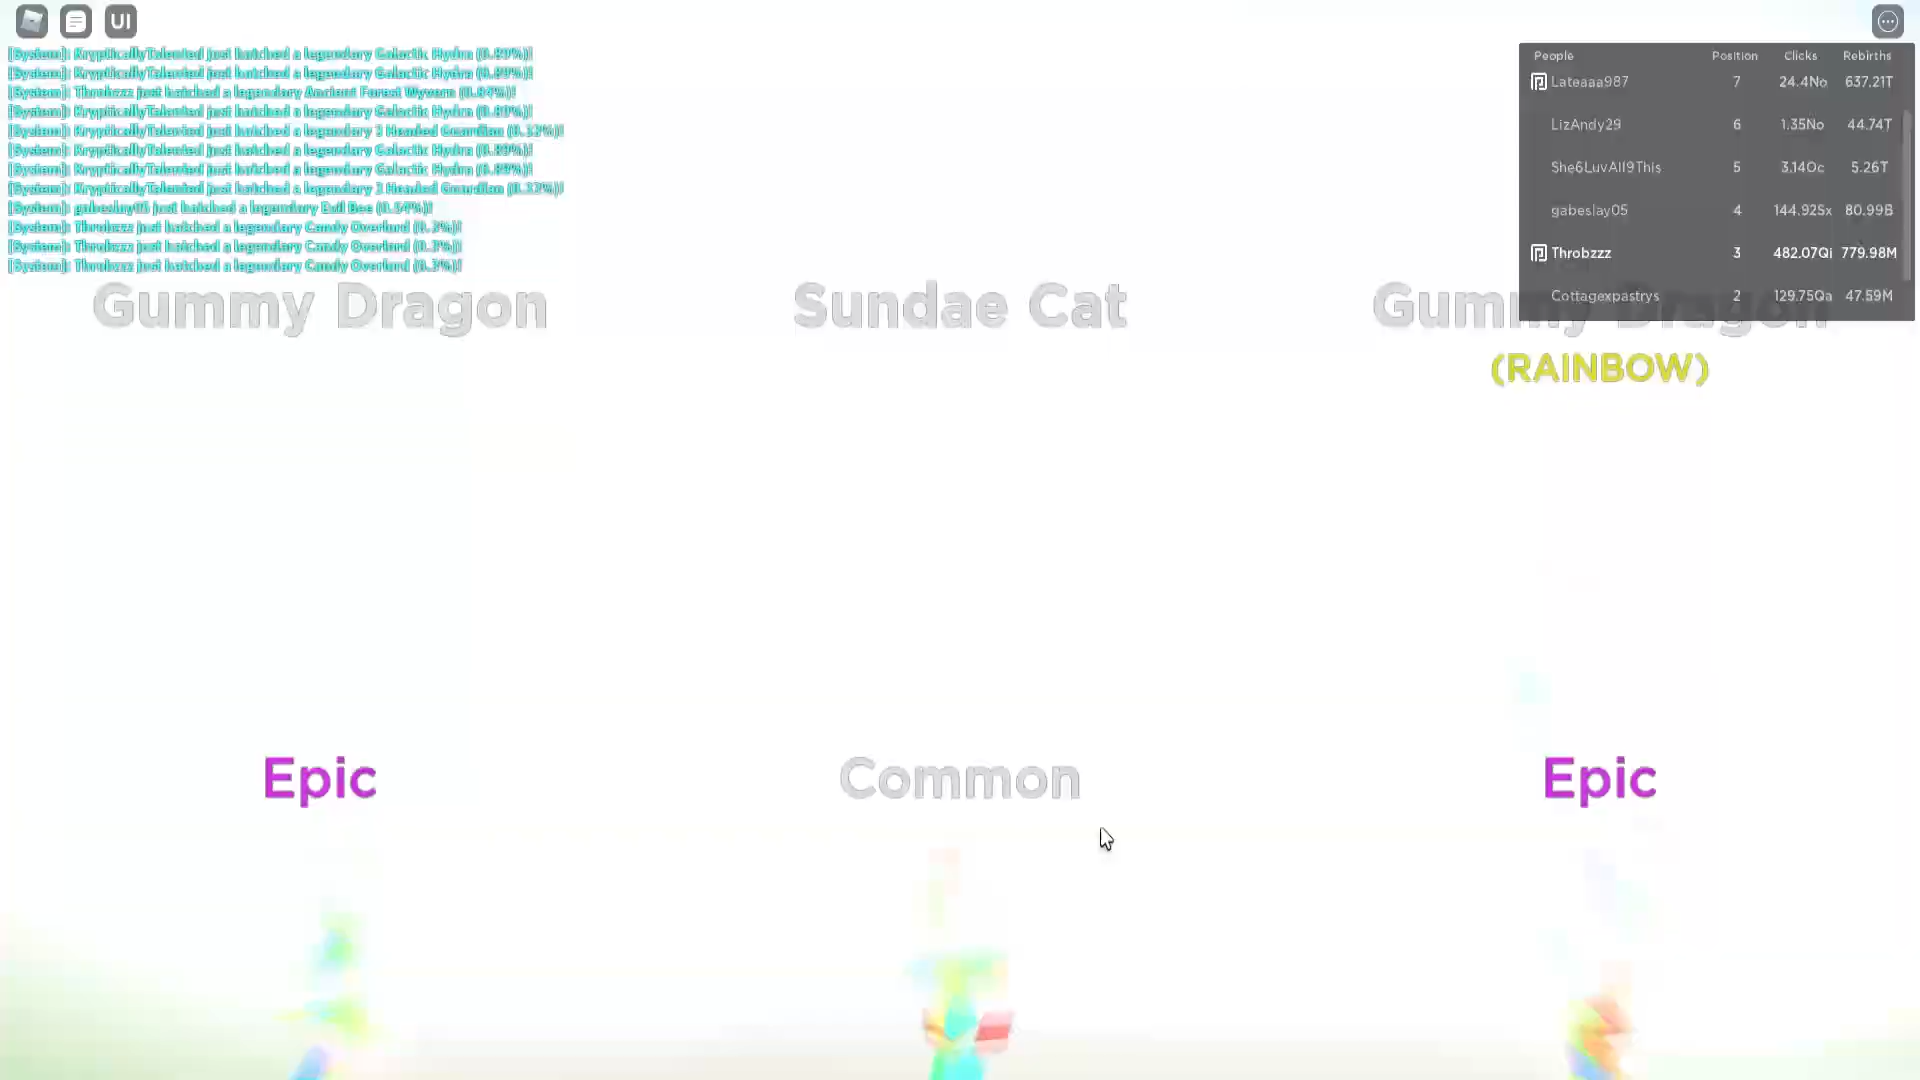 UI
[System]: KrypticallyTalented just hatched a legendary Galactic Hydra (0.89%)!
[System]: KrypticallyTalented just hatched a legendary Galactic Hydra (0.89%)!
[System]: Throbzzz just hatched a legendary Ancient Forest Wyvern (0.84%)!
[System]: KrypticallyTalented just hatched a legendary Galactic Hydra (0.89%)!
[System]: KrypticallyTalented just hatched a legendary 3 Headed Guardian
[System]: KrypticallyTalented just hatched a legendary Galactic Hydra (0.89%)!
[System]: KrypticallyTalented just hatched a legendary Galactic Hydra (0.89%)!
[System]: KrypticallyTalented just hatched a legendary 3 Headed Guardian
[System]: gabeslay05 just hatched a legendary Evil Bee
[System]: Throbzzz just hatched a legendary Candy Overlord (0.3%)!
[System]: Throbzzz just hatched a legendary Candy Overlord (0.3%)!
[System]: Throbzzz just hatched a legendary Candy Overlord (0.3%)!
People Position Clicks Rebirths
Lateaaa987 7 24.4No 637.21T
LizAndy29 6 1.35No 44.74T
She6LuvAll9This 5 3.14Oc 5.26T
gabeslay05 4 144.92Sx 80.99B
Throbzzz 3 482.07Qi 779.98M
Cottagexpastrys 2 129.75Qa 47.59M
Gummy Dragon
Sundae Cat
Gummy Dragon
(RAINBOW)
Epic
Common
Epic